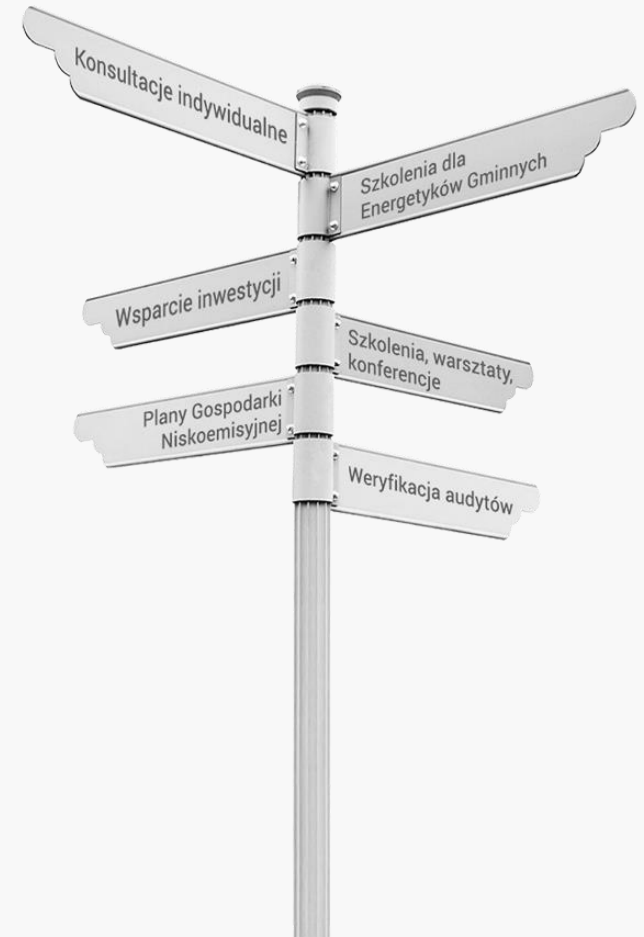 Konsultacje indywidualne
Szkolenia dla
Energetyków Gminnych
Wsparcie inwestycji
Szkolenia, warsztaty,
konferencje
Plany Gospodarki
Niskoemisyjnej
Weryfikacja audytów